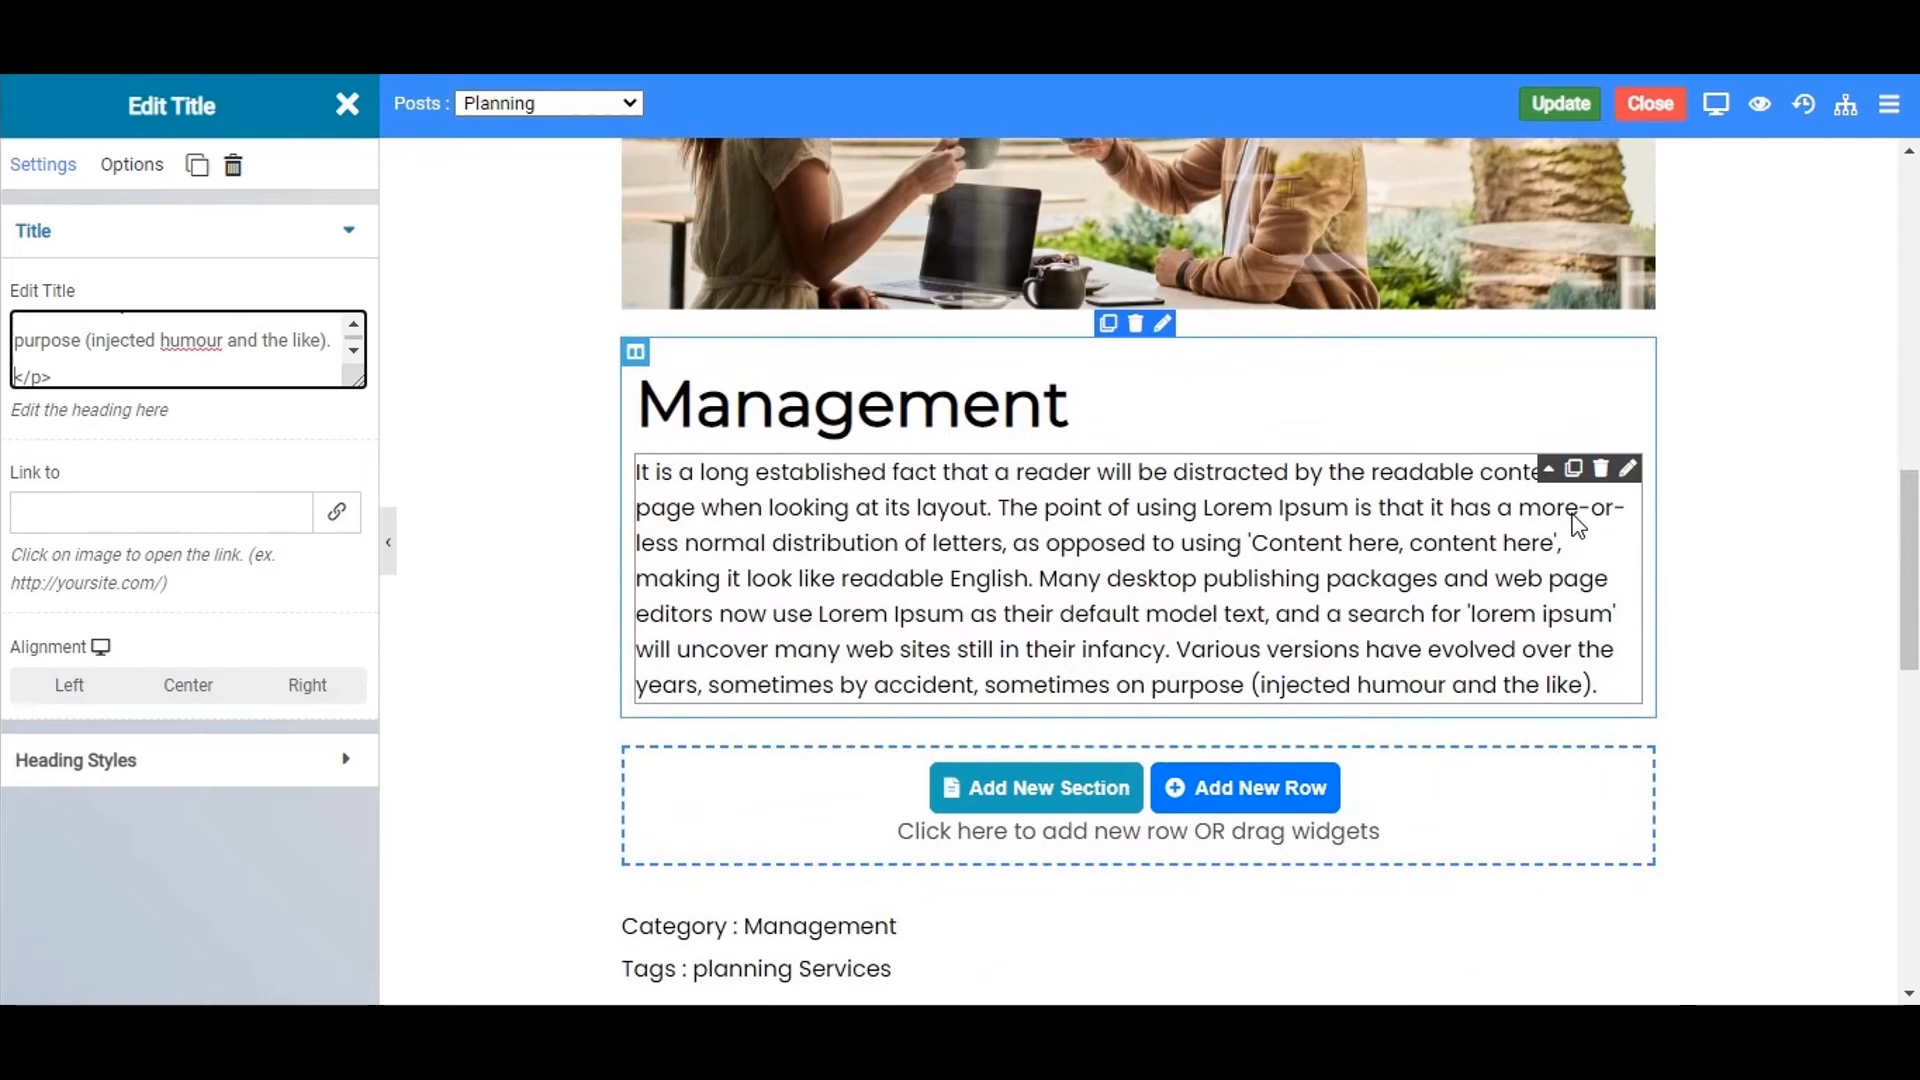 Edit Title
Posts :
Planning
Update
Close
Settings
Options
Title
Edit Title
purpose (injected humour and the like).
</p>
Edit the heading here
Link to
Click on image to open the link. (ex.
http://yoursite.com/)
Alignment
Left
Center
Right
Heading Styles
Management
It is a long established fact that a reader will be distracted by the readable
page when looking at its layout. The point of using Lorem Ipsum is that it has a more-or-
less normal distribution of letters, as opposed to using 'Content here, content here',
making it look like readable English. Many desktop publishing packages and web page
editors now use Lorem Ipsum as their default model text, and a search for 'lorem ipsum'
will uncover many web sites still in their infancy. Various versions have evolved over the
years, sometimes by accident, sometimes on purpose (injected humour and the like).
Add New Section
Add New Row
Click here to add new row OR drag widgets
Category : Management
Tags : planning Services